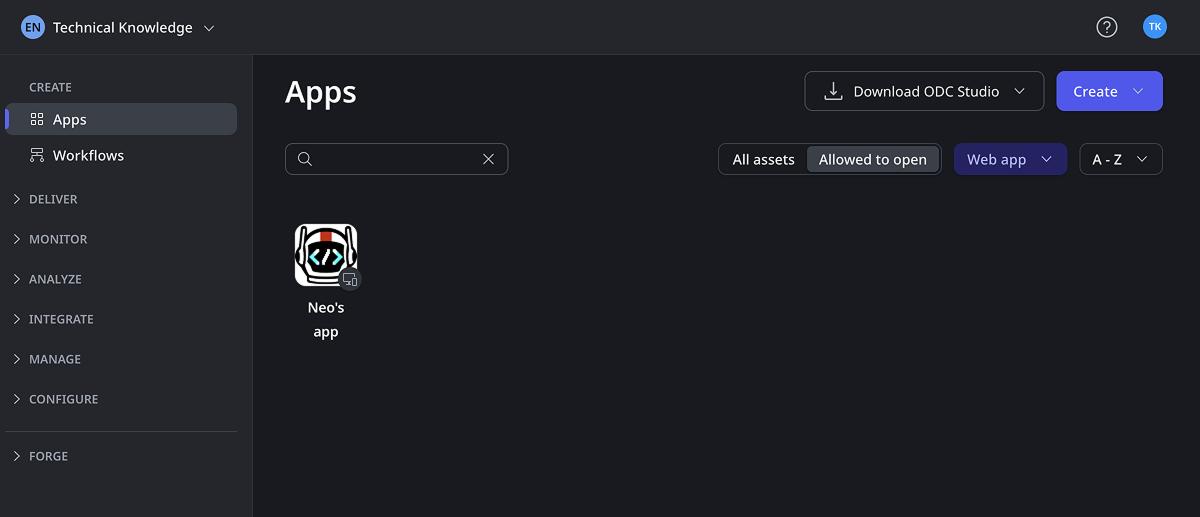 EN Technical Knowledge
TK
CREATE
Apps
Workflows
DELIVER
MONITOR
ANALYZE
INTEGRATE
MANAGE
CONFIGURE
FORGE
Apps
Download ODC Studio
Create
All assets
Allowed to open
Web app
A - Z
</>
Neo's
app